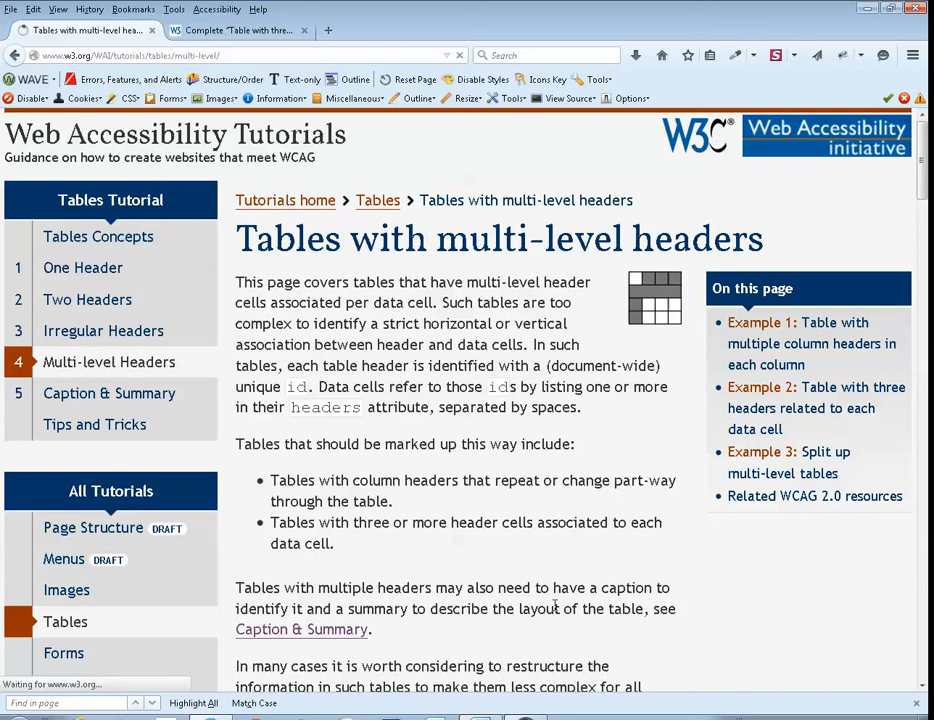 File Edit View History Bookmarks Tools Accessibility Help
Tables with multi-level hea... × Complete "Table with thre... × +
www.w3.org/WAI/tutorials/tables/multi-level/
Search
WAVE Errors, Features, and Alerts Structure/Order Text-only Outline Reset Page Disable Styles Icons Key Tools
Disable Cookies CSS Forms Images Information Miscellaneous Outline Resize Tools View Source Options
Web Accessibility Tutorials
Guidance on how to create websites that meet WCAG
W3C® Web Accessibility
initiative
Tables Tutorial
Tables Concepts
1 One Header
2 Two Headers
3 Irregular Headers
4 Multi-level Headers
5 Caption & Summary
Tips and Tricks
All Tutorials
Page Structure DRAFT
Menus DRAFT
Images
Tables
Forms
Tutorials home > Tables > Tables with multi-level headers
Tables with multi-level headers
This page covers tables that have multi-level header
cells associated per data cell. Such tables are too
complex to identify a strict horizontal or vertical
association between header and data cells. In such
tables, each table header is identified with a (document-wide)
unique id. Data cells refer to those ids by listing one or more
in their headers attribute, separated by spaces.
Tables that should be marked up this way include:
• Tables with column headers that repeat or change part-way
through the table.
• Tables with three or more header cells associated to each
data cell.
Tables with multiple headers may also need to have a caption to
identify it and a summary to describe the layout of the table, see
Caption & Summary.
In many cases it is worth considering to restructure the
information in such tables to make them less complex for all
On this page
• Example 1: Table with
multiple column headers in
each column
• Example 2: Table with three
headers related to each
data cell
• Example 3: Split up
multi-level tables
• Related WCAG 2.0 resources
Waiting for www.w3.org...
Find in page Highlight All Match Case